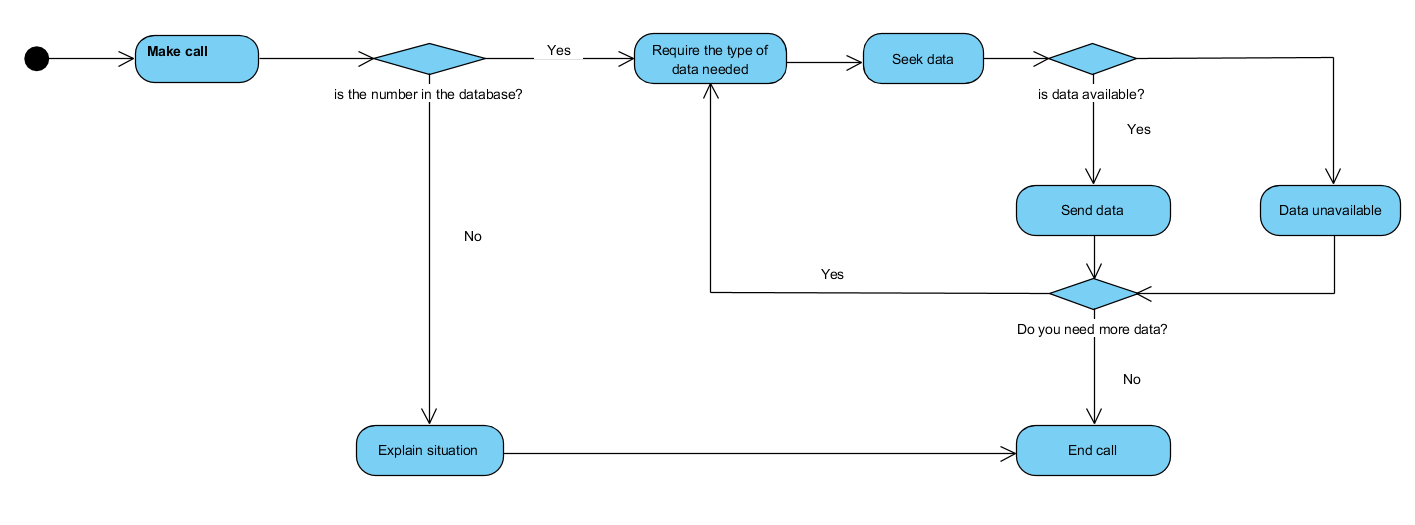 Make call
Yes
Require the type of
data needed
Seek data
is the number in the database?
is data available?
Yes
Send data
Data unavailable
No
Yes
Do you need more data?
No
Explain situation
End call